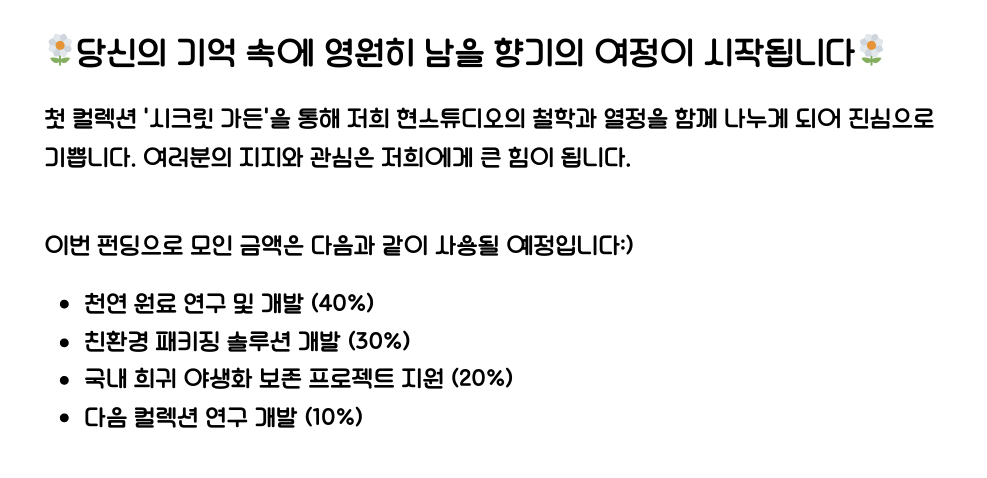 🌼당신의 기억 속에 영원히 남을 향기의 여정이 시작됩니다🌼
첫 컬렉션 '시크릿 가든'을 통해 저희 현스튜디오의 철학과 열정을 함께 나누게 되어 진심으로
기쁩니다. 여러분의 지지와 관심은 저희에게 큰 힘이 됩니다.
이번 펀딩으로 모인 금액은 다음과 같이 사용될 예정입니다:)
• 천연 원료 연구 및 개발 (40%)
• 친환경 패키징 솔루션 개발 (30%)
• 국내 희귀 야생화 보존 프로젝트 지원 (20%)
• 다음 컬렉션 연구 개발 (10%)